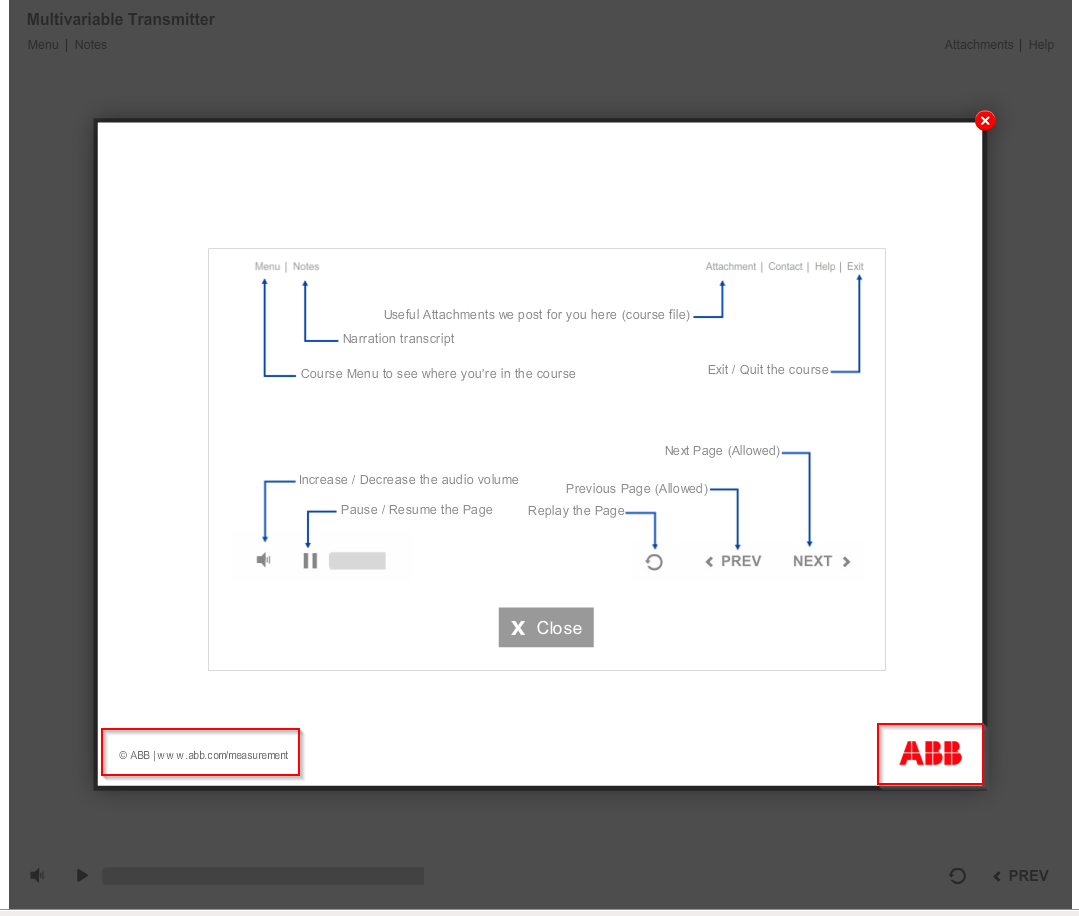 Multivariable Transmitter
Menu | Notes
Attachments | Help
Menu | Notes
Attachment | Contact | Help | Exit
Useful Attachments we post for you here (course file)
Narration transcript
Course Menu to see where you're in the course
Exit / Quit the course
Next Page (Allowed)
Increase / Decrease the audio volume
Previous Page (Allowed)
Pause / Resume the Page
Replay the Page
PREV
NEXT
X Close
© ABB | www.abb.com/measurement
ABB
PREV